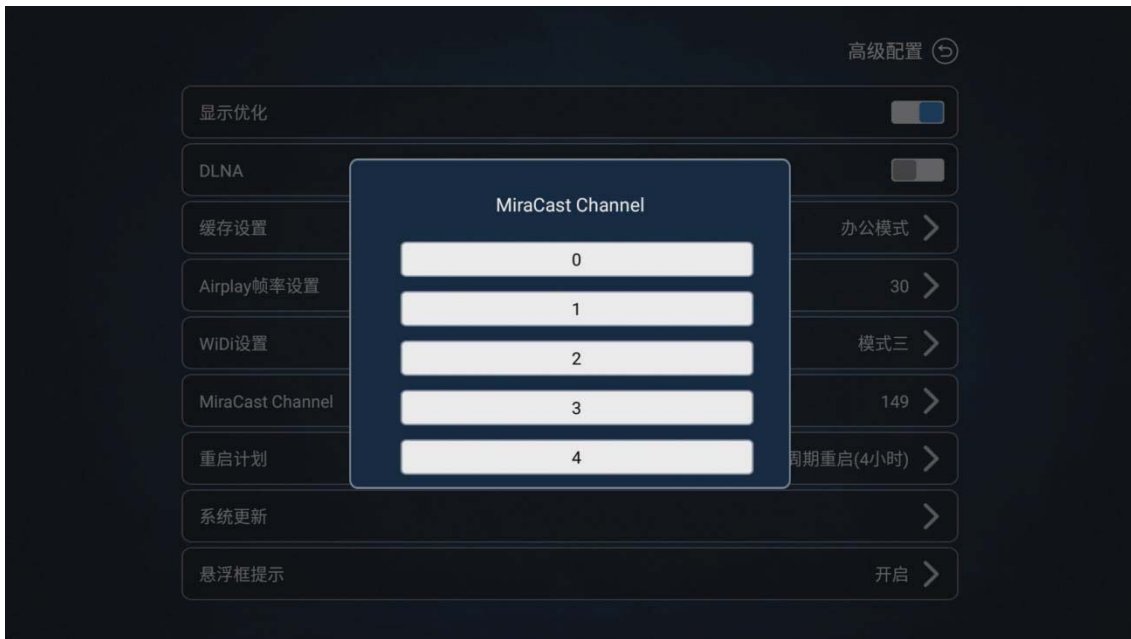 高级配置
显示优化
DLNA
MiraCast Channel
0
1
2
3
4
缓存设置
办公模式
Airplay帧率设置
30
WiDi设置
模式三
MiraCast Channel
149
重启计划
周期重启(4小时)
系统更新
悬浮框提示
开启